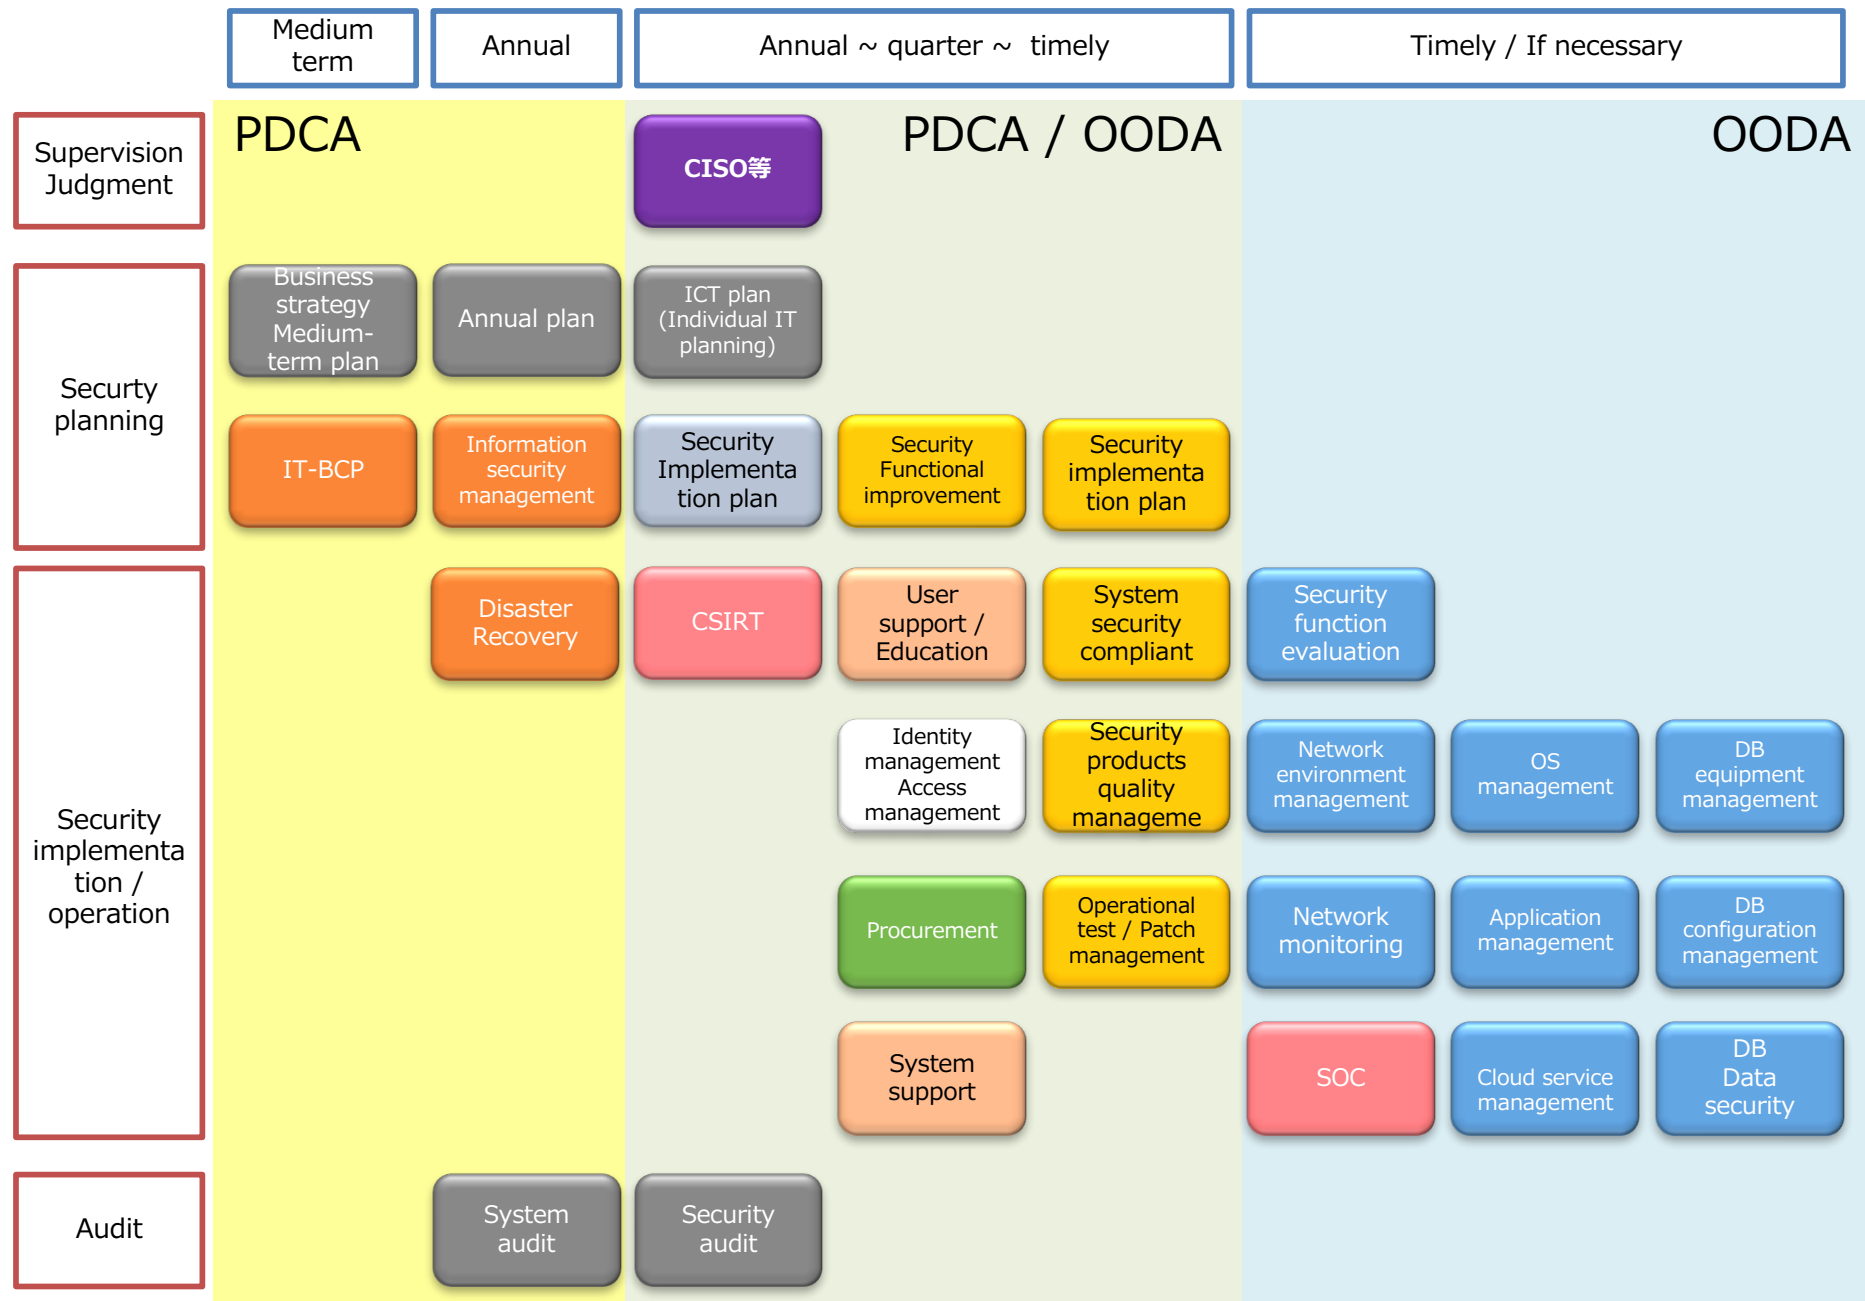 Medium
term
Annual
Annual ~ quarter ~ timely
Timely / If necessary
Supervision
Judgment
PDCA
CISO等
PDCA / OODA
OODA
Securty
planning
Business
strategy
Medium-
term plan
Annual plan
ICT plan
(Individual IT
planning)
IT-BCP
Information
security
management
Security
Implementa
tion plan
Security
Functional
improvement
Security
implementa
tion plan
Security
implementa
tion /
operation
Disaster
Recovery
CSIRT
User
support /
Education
System
security
compliant
Security
function
evaluation
Identity
management
Access
management
Security
products
quality
manageme
Network
environment
management
OS
management
DB
equipment
management
Procurement
Operational
test / Patch
management
Network
monitoring
Application
management
DB
configuration
management
System
support
SOC
Cloud service
management
DB
Data
security
Audit
System
audit
Security
audit